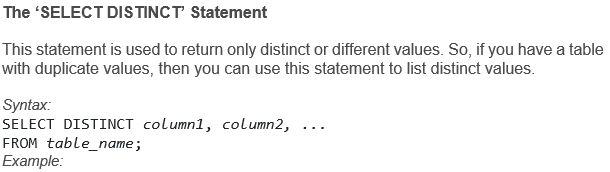 The ‘SELECT DISTINCT’ Statement
This statement is used to return only distinct or different values. So, if you have a table
with duplicate values, then you can use this statement to list distinct values.
Syntax:
SELECT DISTINCT column1, column2, ...
FROM table_name;
Example: